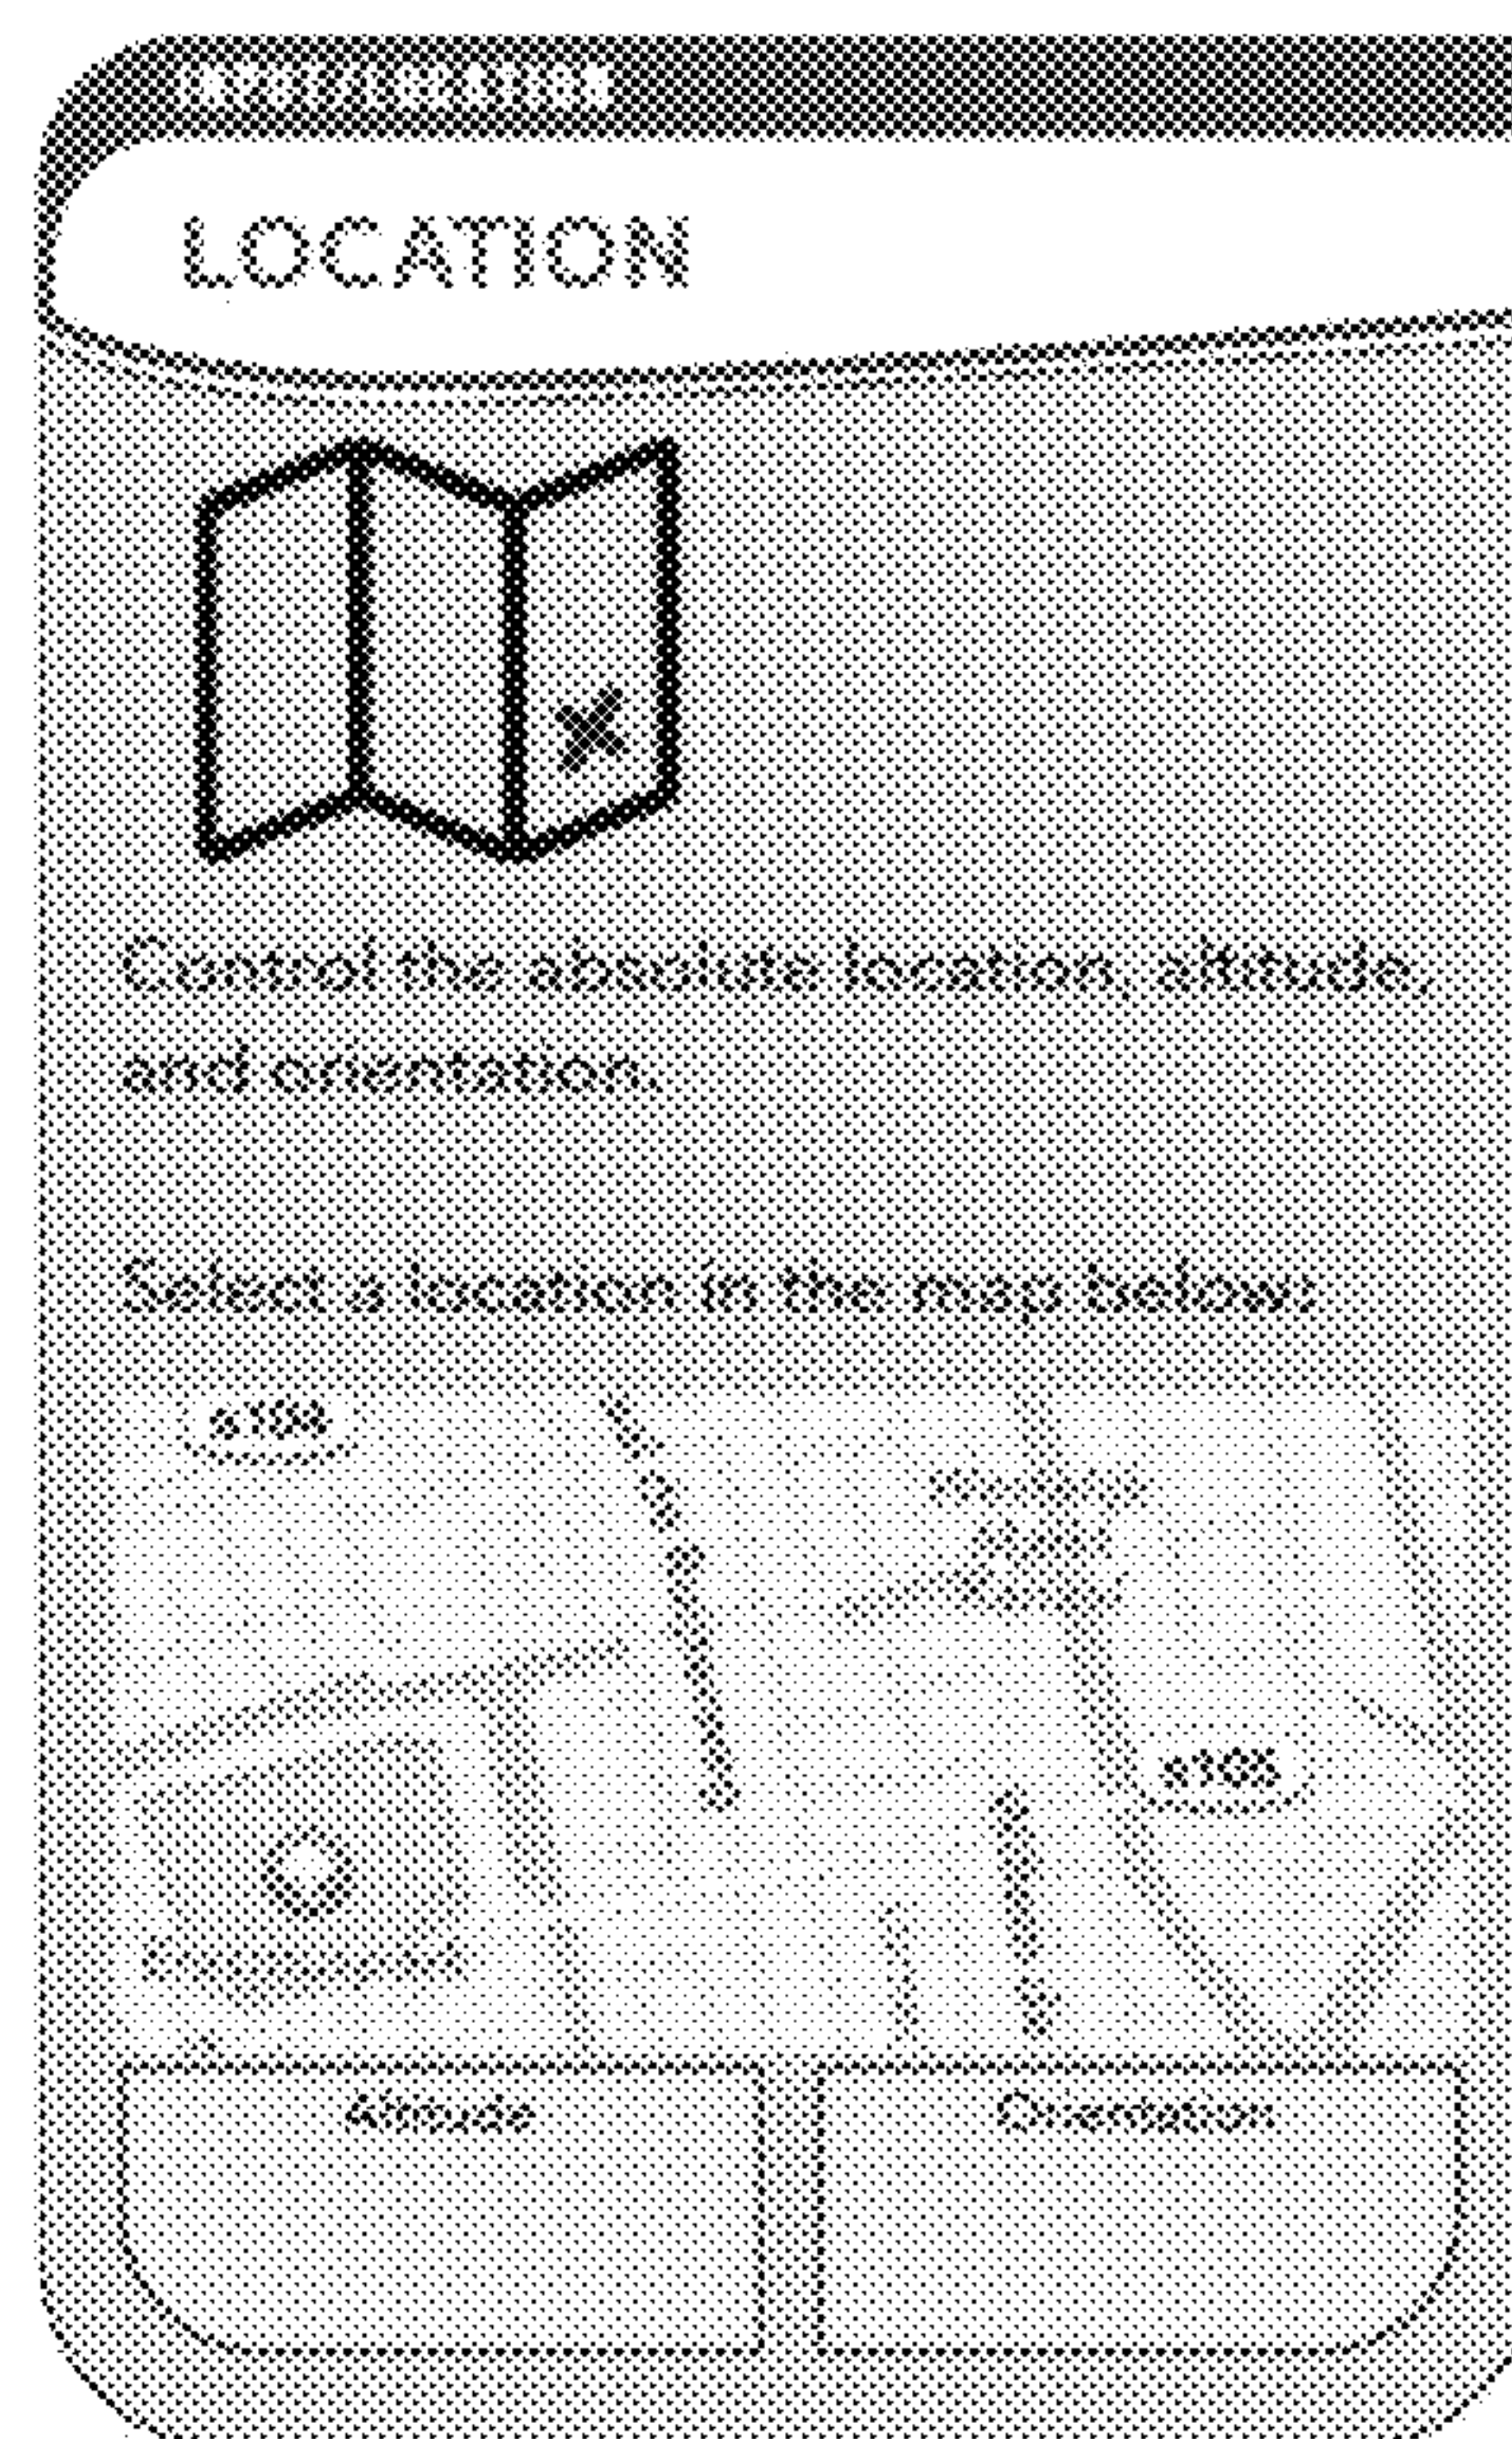 LOCATION
Control the absolute location, altitude,
and orientation.
Select a location in the map below:
Altitude
Orientation